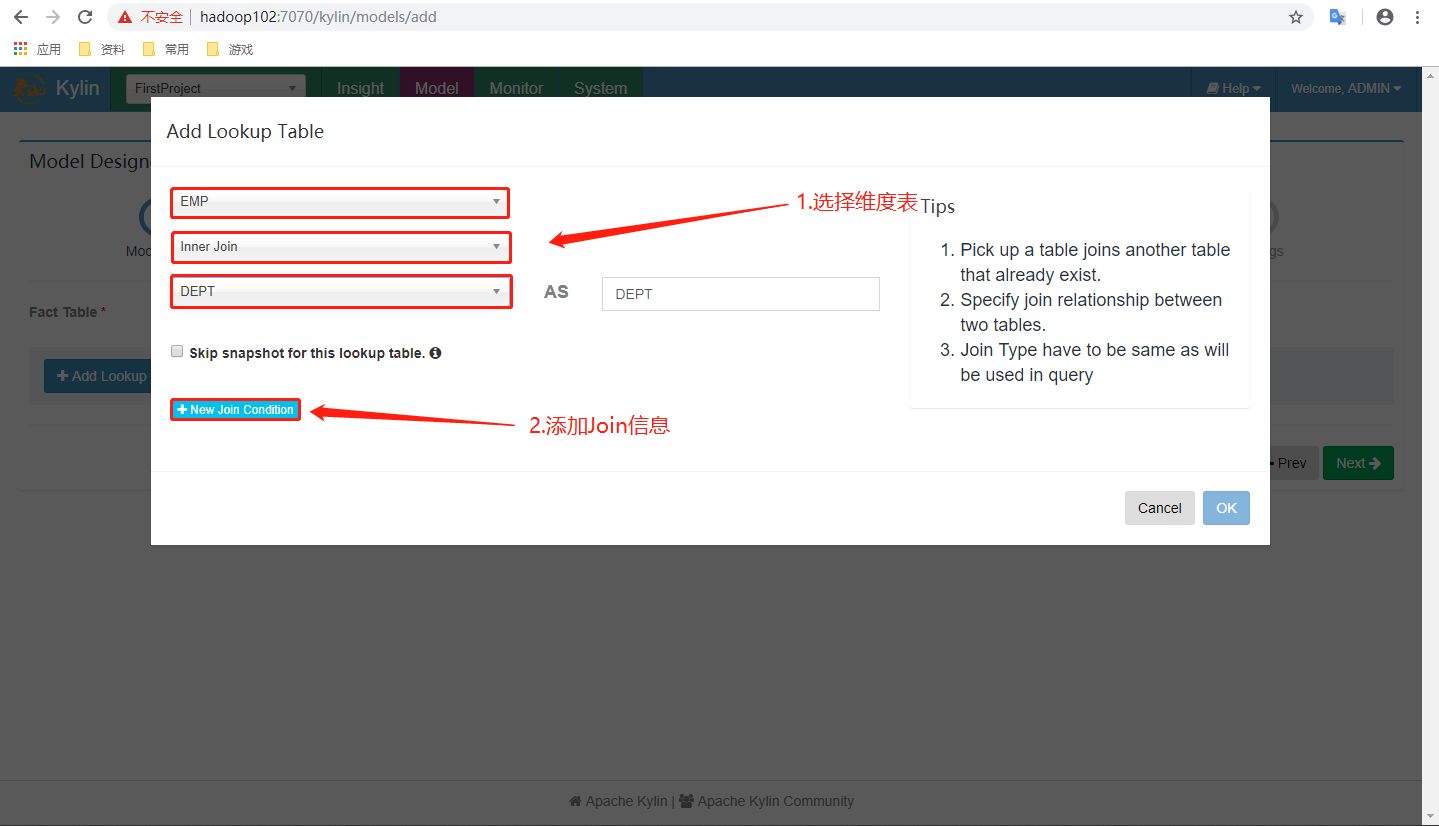 不安全 hadoop102:7070/kylin/models/add
应用 资料 常用 游戏
Kylin FirstProject Insight Model Monitor System Help Welcome, ADMIN
Add Lookup Table
Model Design
EMP
1.选择维度表
Tips
Inner Join
DEPT AS DEPT
1. Pick up a table joins another table
that already exist.
2. Specify join relationship between
two tables.
3. Join Type have to be same as will
be used in query
Fact Table *
Skip snapshot for this lookup table.
Add Lookup
New Join Condition
2.添加Join信息
Prev Next
Cancel OK
Apache Kylin | Apache Kylin Community